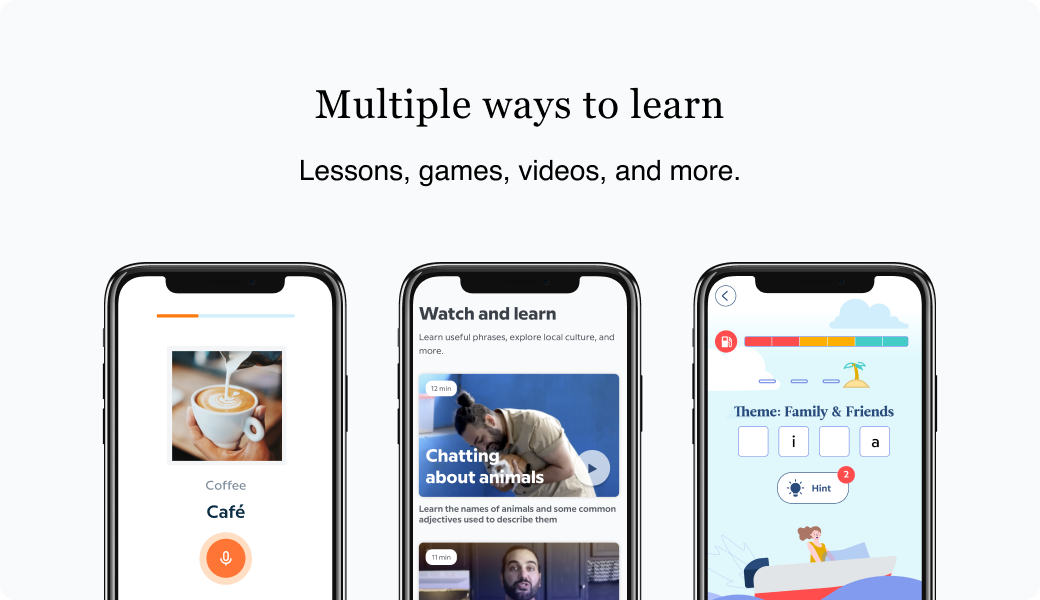 Multiple ways to learn
Lessons, games, videos, and more.
Coffee
Café
Watch and learn
Learn useful phrases, explore local culture, and
more.
12 min
Chatting
about animals
Learn the names of animals and some common
adjectives used to describe them
11 min
Theme: Family & Friends
i a
Hint
2